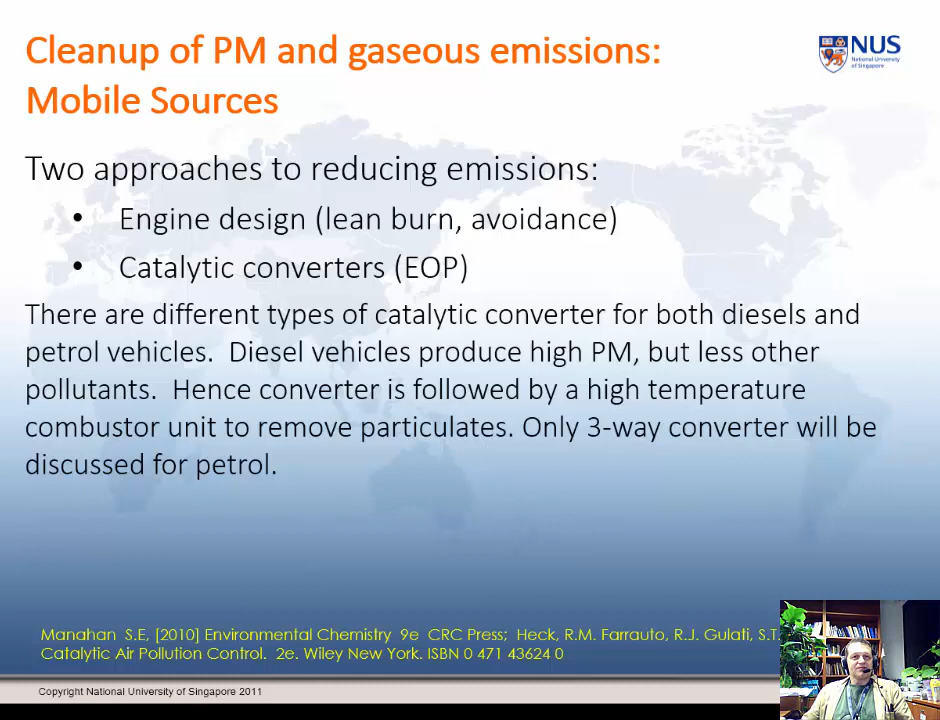 Cleanup of PM and gaseous emissions:
Mobile Sources
NUS
National University
of Singapore
Two approaches to reducing emissions:
• Engine design (lean burn, avoidance)
• Catalytic converters (EOP)
There are different types of catalytic converter for both diesels and
petrol vehicles.  Diesel vehicles produce high PM, but less other
pollutants.  Hence converter is followed by a high temperature
combustor unit to remove particulates. Only 3-way converter will be
discussed for petrol.
Manahan  S.E, [2010] Environmental Chemistry  9e  CRC Press;  Heck, R.M. Farrauto, R.J. Gulati, S.T.
Catalytic Air Pollution Control.  2e. Wiley New York. ISBN 0 471 43624 0
Copyright National University of Singapore 2011